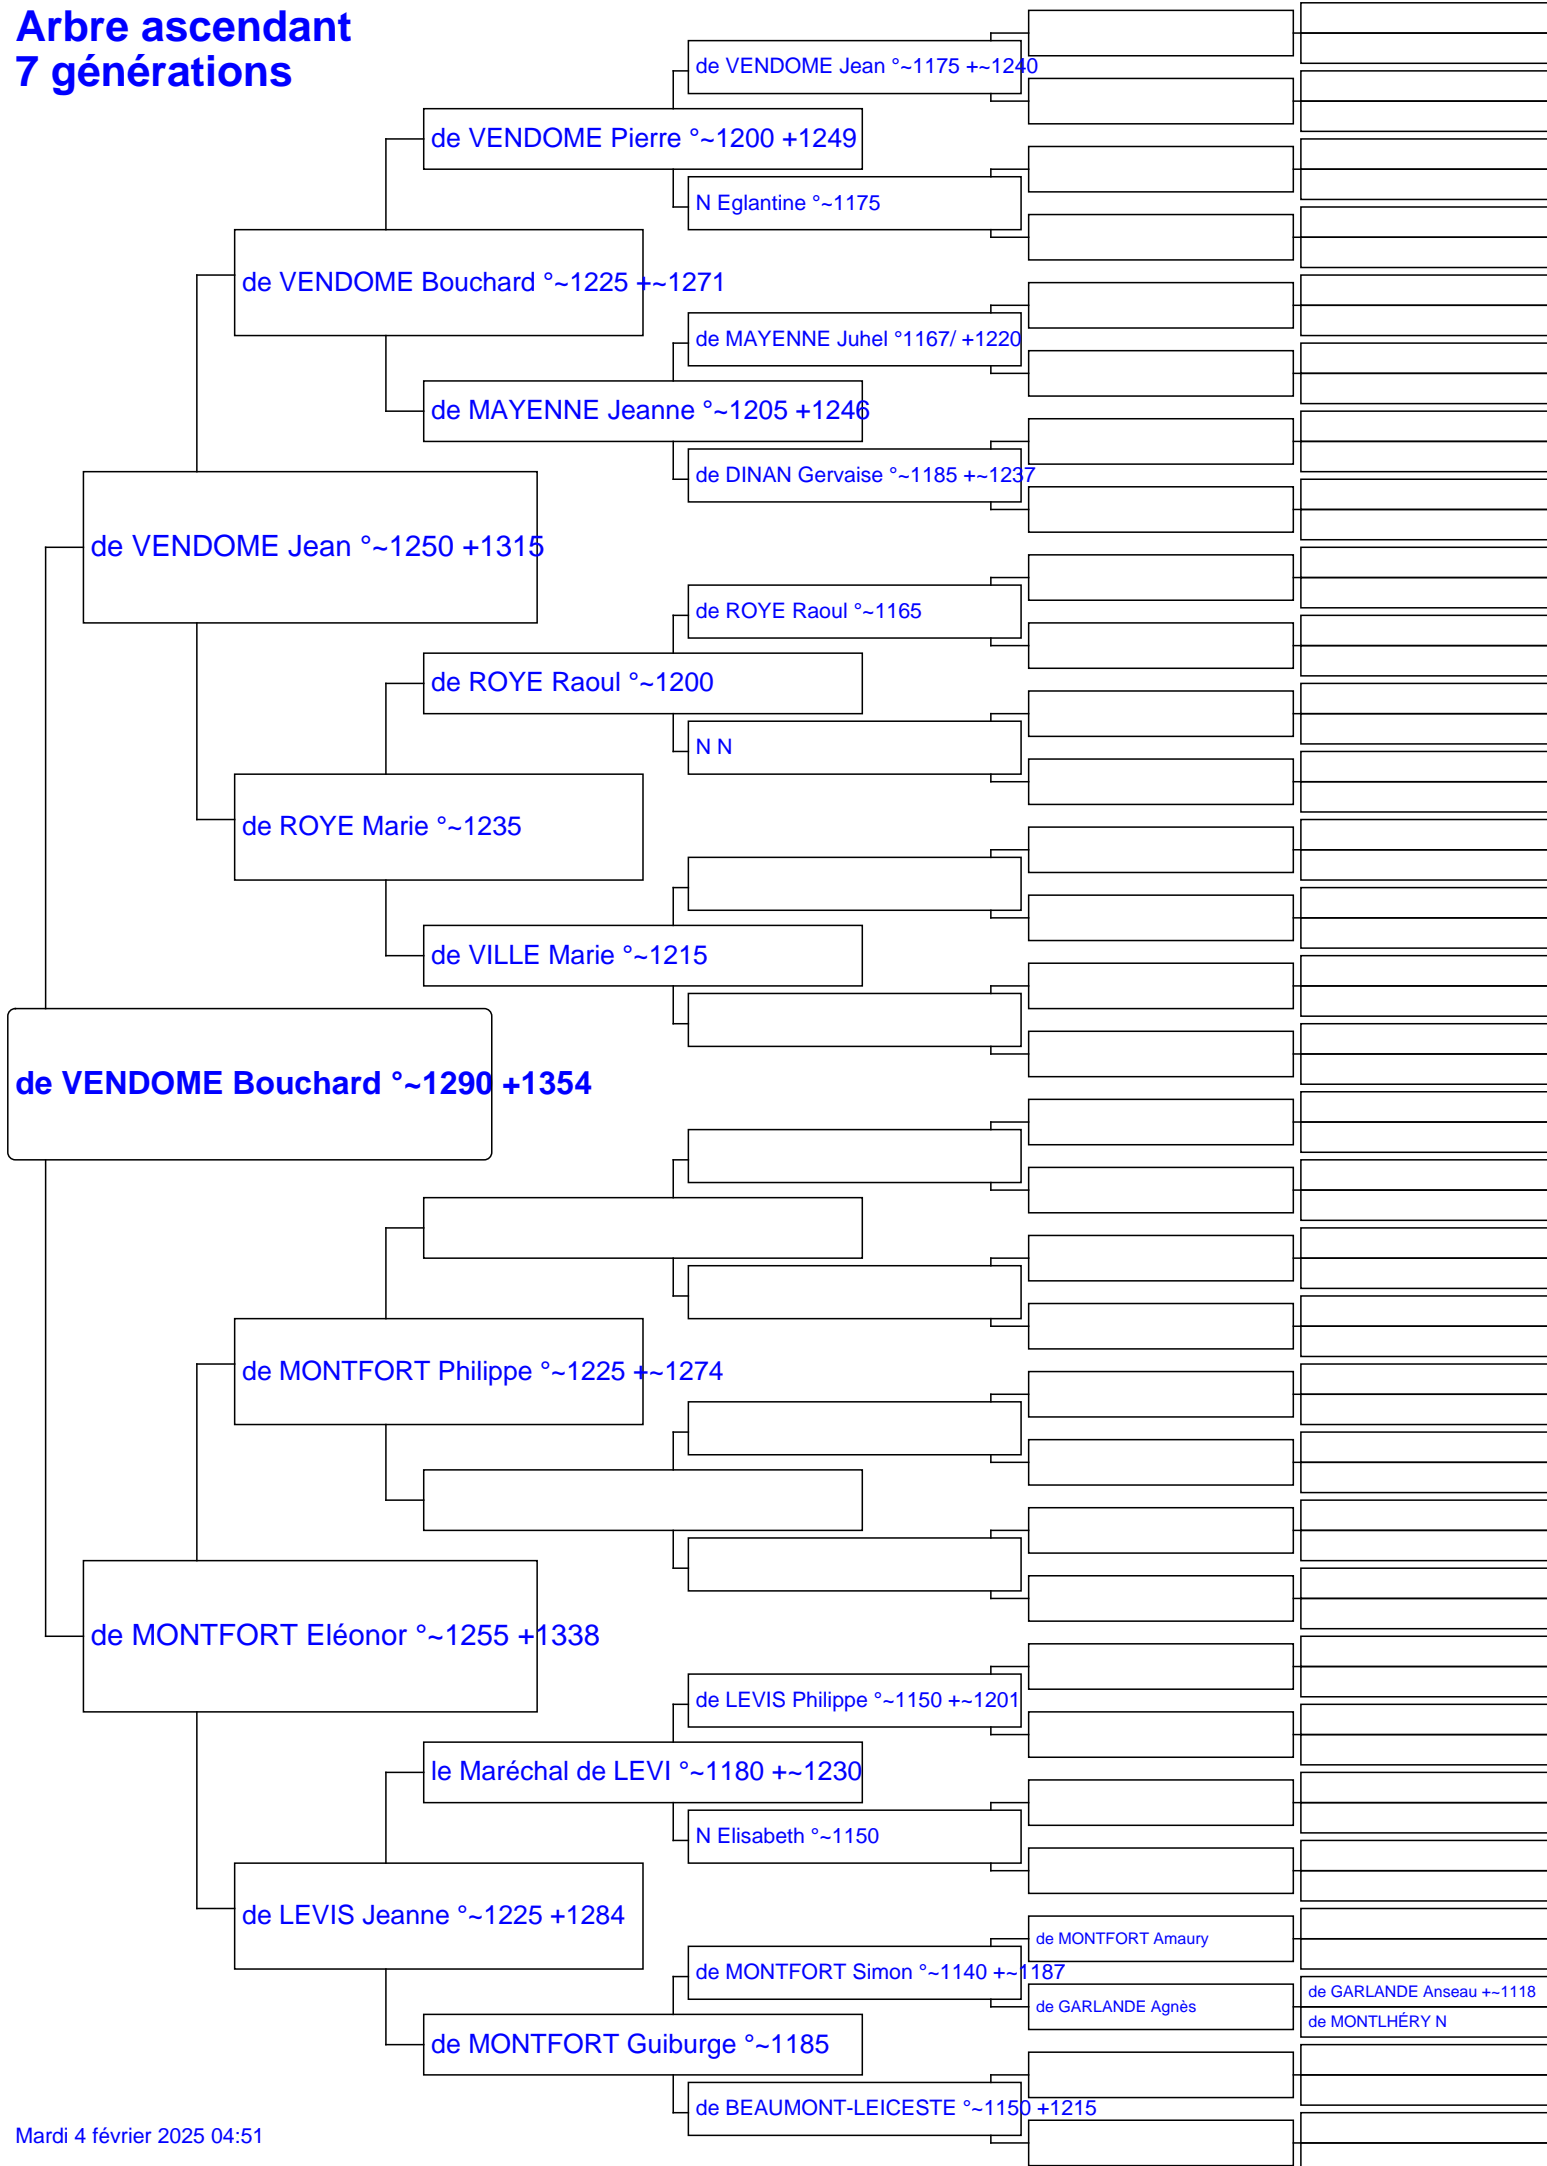 Arbre ascendant
7 générations
de VENDOME Jean °~1175 +~1240
de VENDOME Pierre °~1200 +1249
N Eglantine °~1175
de VENDOME Bouchard °~1225 +~1271
de MAYENNE Juhel °1167/ +1220
de MAYENNE Jeanne °~1205 +1246
de DINAN Gervaise °~1185 +~1237
de VENDOME Jean °~1250 +1315
de ROYE Raoul °~1165
de ROYE Raoul °~1200
N N
de ROYE Marie °~1235
de VILLE Marie °~1215
de VENDOME Bouchard °~1290 +1354
de MONTFORT Philippe °~1225 +~1274
de MONTFORT Eléonor °~1255 +1338
de LEVIS Philippe °~1150 +~1201
le Maréchal de LEVI °~1180 +~1230
N Elisabeth °~1150
de LEVIS Jeanne °~1225 +1284
de MONTFORT Amaury
de MONTFORT Simon °~1140 +~1187
de GARLANDE Anseau +~1118
de GARLANDE Agnès
de MONTLHÉRY N
de MONTFORT Guiburge °~1185
de BEAUMONT-LEICESTE °~1150 +1215
Mardi 4 février 2025 04:51